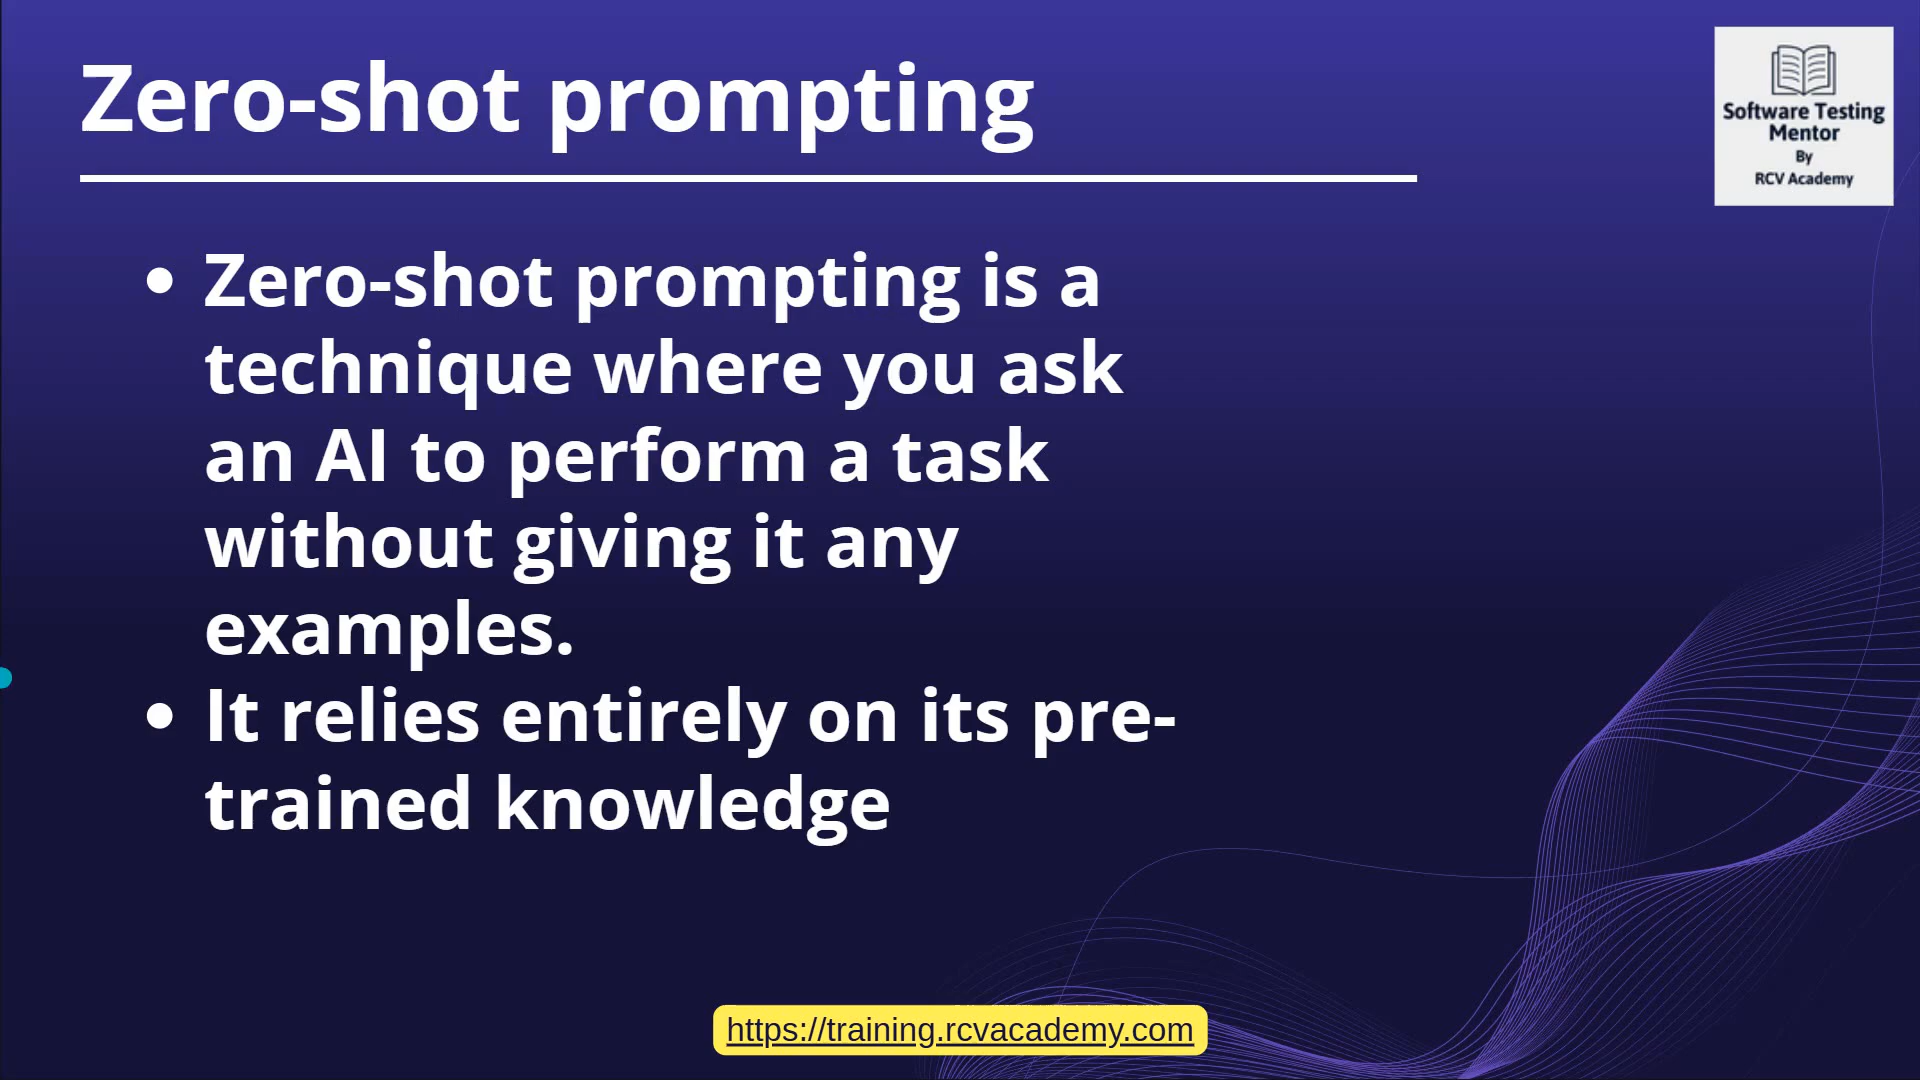 Zero-shot prompting
Software Testing
Mentor
By
RCV Academy
• Zero-shot prompting is a
technique where you ask
an AI to perform a task
without giving it any
examples.
• It relies entirely on its pre-
trained knowledge
https://training.rcvacademy.com